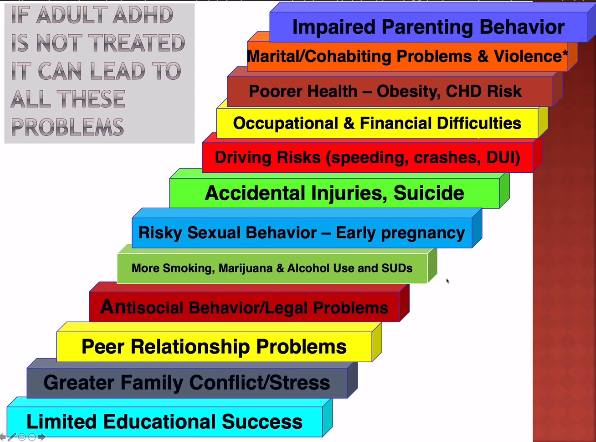 IF ADULT ADHD
IS NOT TREATED
IT CAN LEAD TO
ALL THESE
PROBLEMS
Impaired Parenting Behavior
Marital/Cohabiting Problems & Violence*
Poorer Health – Obesity, CHD Risk
Occupational & Financial Difficulties
Driving Risks (speeding, crashes, DUI)
Accidental Injuries, Suicide
Risky Sexual Behavior – Early pregnancy
More Smoking, Marijuana & Alcohol Use and SUDs
Antisocial Behavior/Legal Problems
Peer Relationship Problems
Greater Family Conflict/Stress
Limited Educational Success